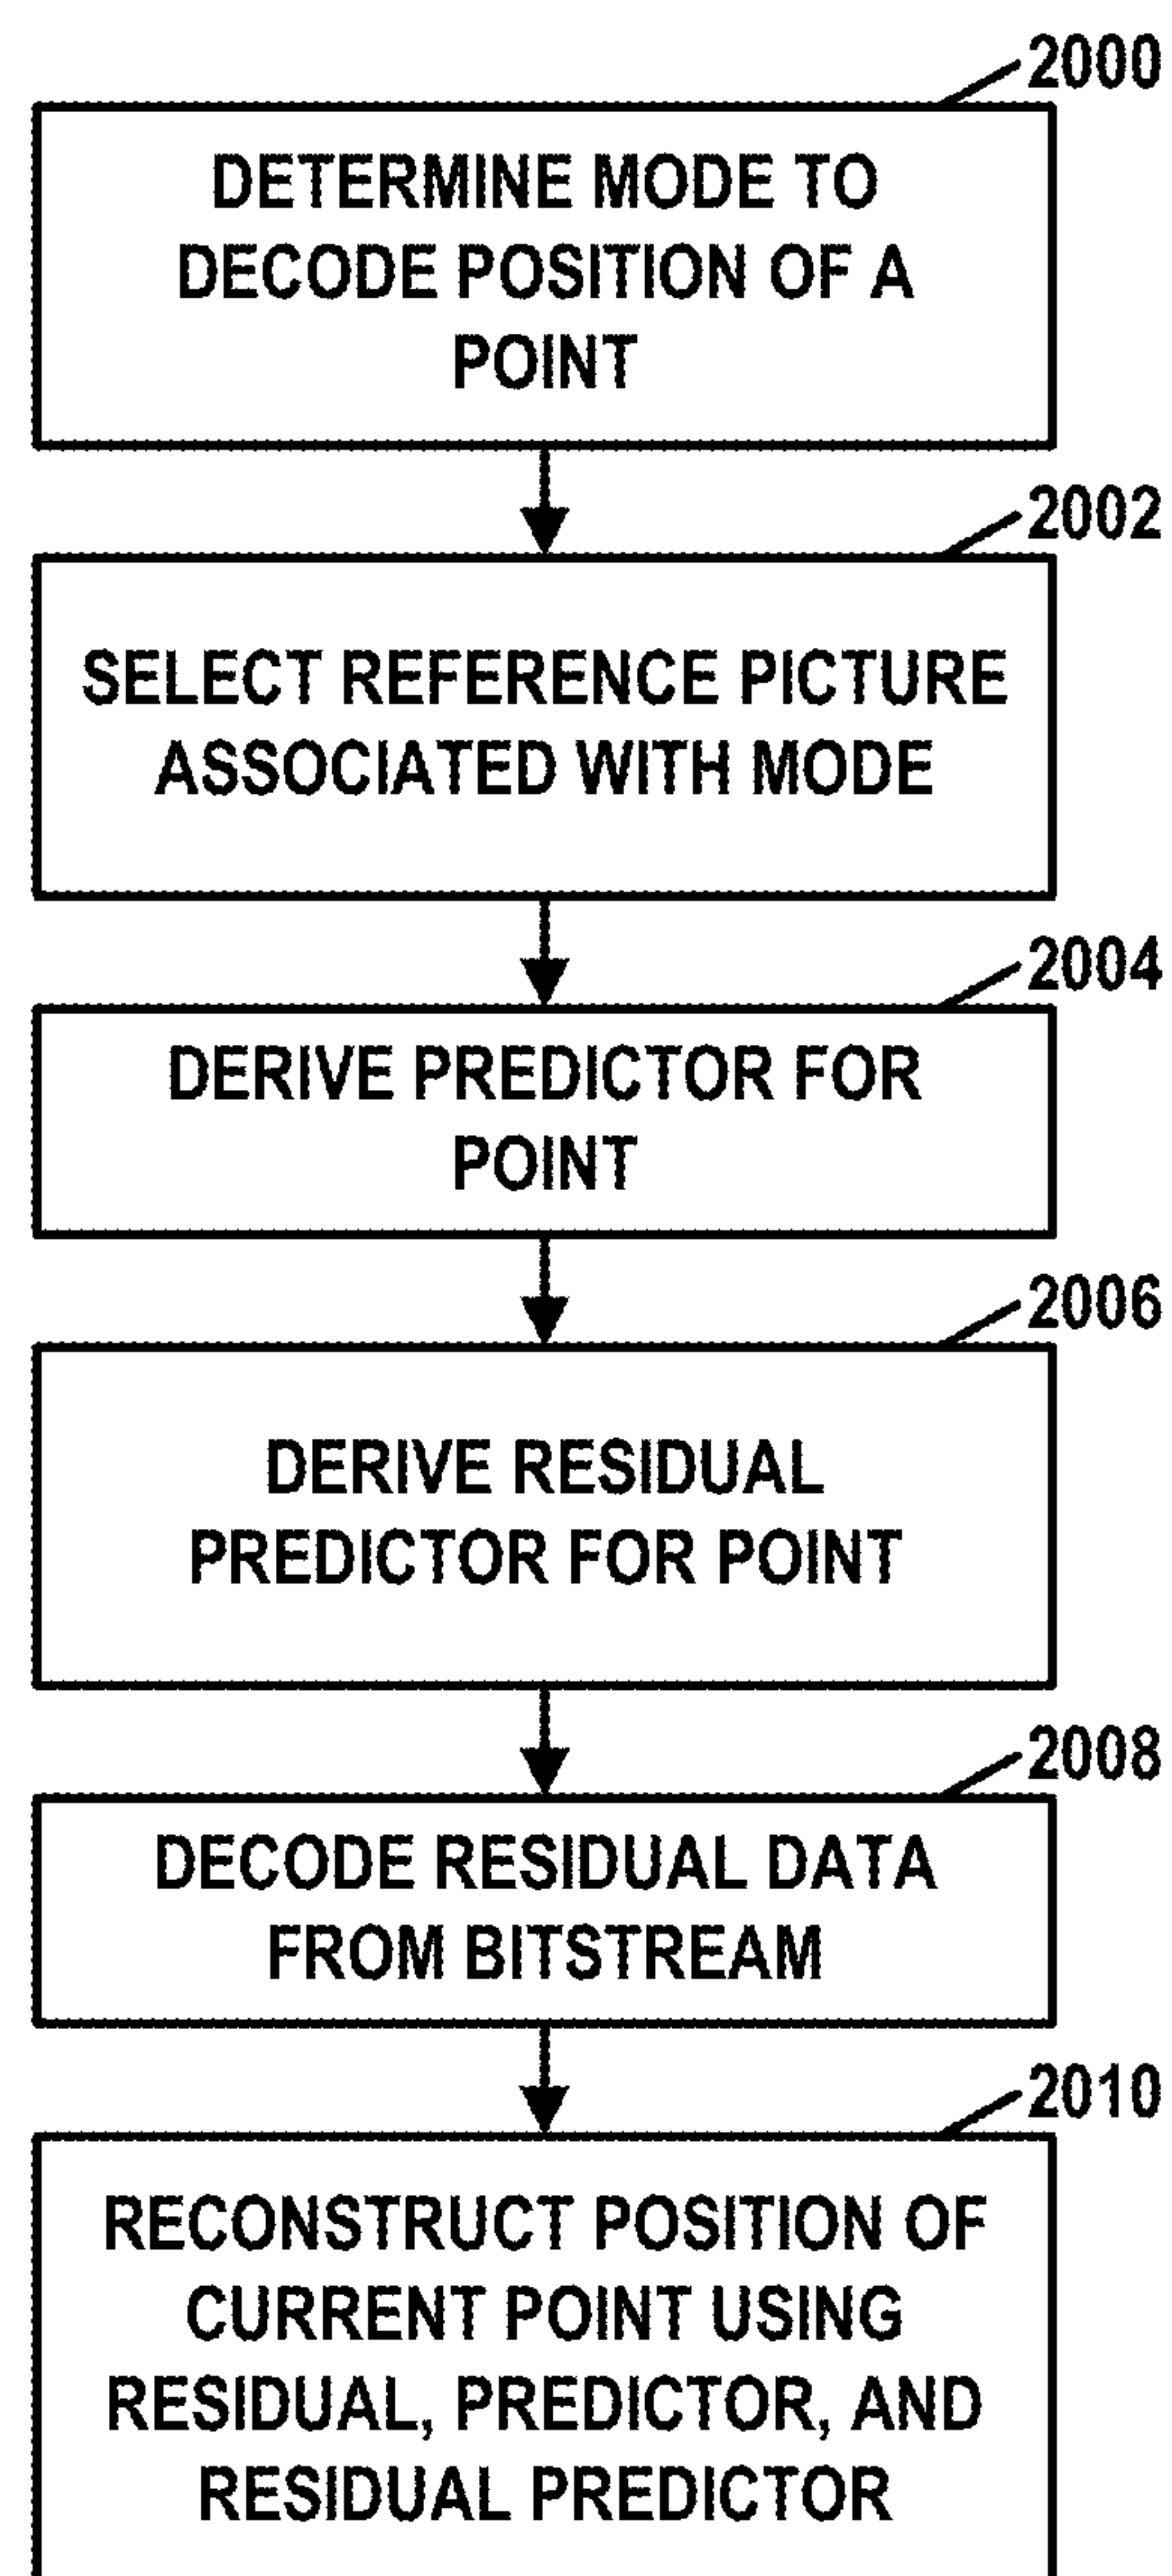 2000
DETERMINE MODE TO
DECODE POSITION OF A
POINT
2002
SELECT REFERENCE PICTURE
ASSOCIATED WITH MODE
2004
DERIVE PREDICTOR FOR
POINT
2006
DERIVE RESIDUAL
PREDICTOR FOR POINT
2008
DECODE RESIDUAL DATA
FROM BITSTREAM
2010
RECONSTRUCT POSITION OF
CURRENT POINT USING
RESIDUAL, PREDICTOR, AND
RESIDUAL PREDICTOR